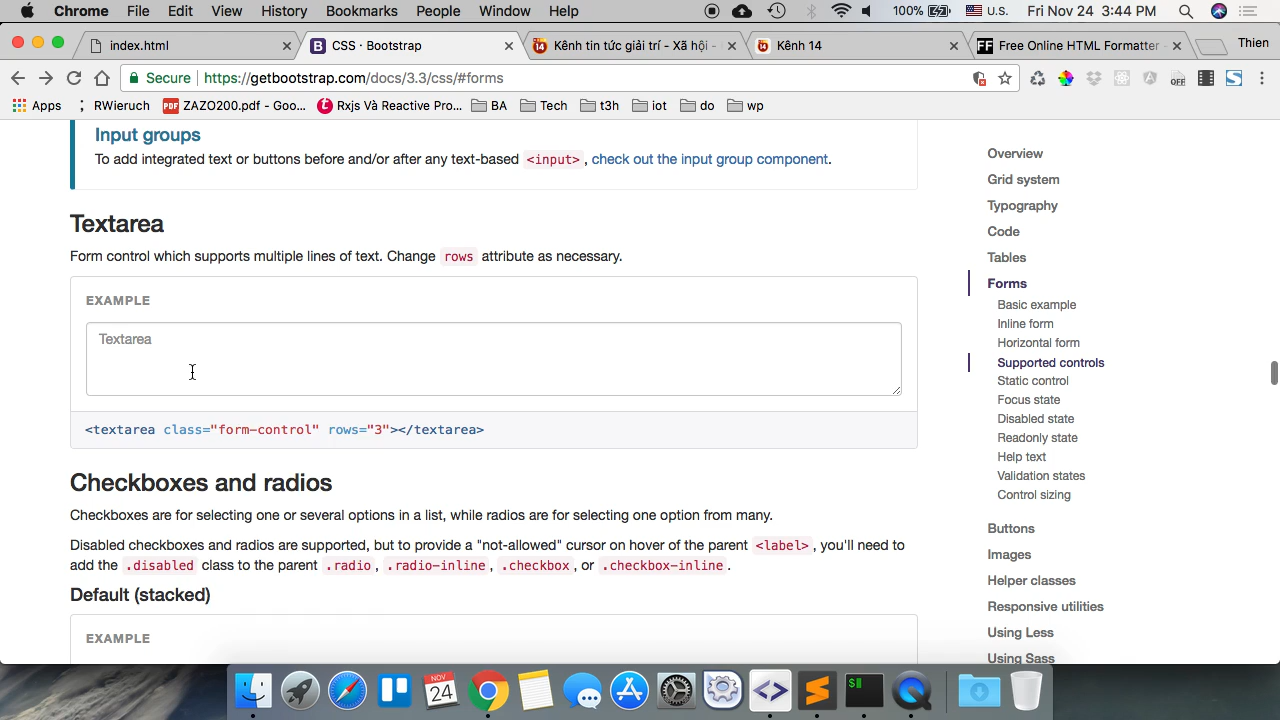 Chrome File Edit View History Bookmarks People Window Help 100% U.S. Fri Nov 24 3:44 PM
index.html CSS · Bootstrap Kênh tin tức giải trí - Xã hội - Kênh 14 Free Online HTML Formatter - Thien
Secure https://getbootstrap.com/docs/3.3/css/#forms OFF
Apps RWieruch PDF ZAZO200.pdf - Goo... Rxjs Và Reactive Pro... BA Tech t3h iot do wp
Input groups
To add integrated text or buttons before and/or after any text-based <input>, check out the input group component.
Textarea
Form control which supports multiple lines of text. Change rows attribute as necessary.
EXAMPLE
Textarea
<textarea class="form-control" rows="3"></textarea>
Checkboxes and radios
Checkboxes are for selecting one or several options in a list, while radios are for selecting one option from many.
Disabled checkboxes and radios are supported, but to provide a "not-allowed" cursor on hover of the parent <label>, you'll need to
add the .disabled class to the parent .radio, .radio-inline, .checkbox, or .checkbox-inline.
Default (stacked)
EXAMPLE
Overview
Grid system
Typography
Code
Tables
Forms
Basic example
Inline form
Horizontal form
Supported controls
Static control
Focus state
Disabled state
Readonly state
Help text
Validation states
Control sizing
Buttons
Images
Helper classes
Responsive utilities
Using Less
Using Sass
NOV
24